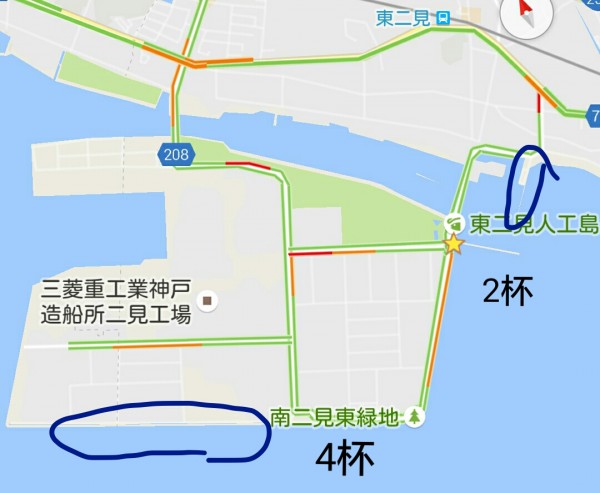 東二見
208
東二見人工島
2杯
三菱重工業神戸
造船所二見工場
南二見東緑地
4杯